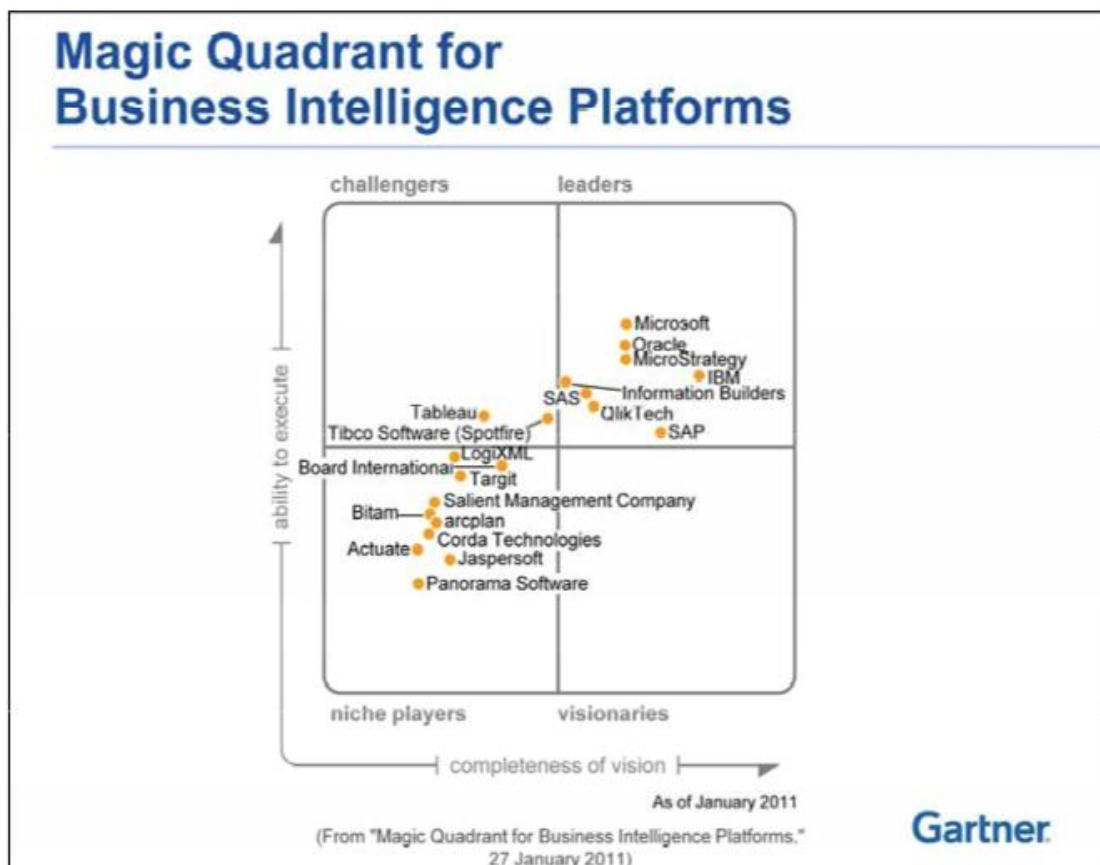 Magic Quadrant for
Business Intelligence Platforms
challengers
leaders
ability to execute
Microsoft
Oracle
MicroStrategy
IBM
Information Builders
SAS
QlikTech
Tableau
SAP
Tibco Software (Spotfire)
LogiXML
Board International
Targit
Salient Management Company
Bitam
arcplan
Corda Technologies
Actuate
Jaspersoft
Panorama Software
niche players
visionaries
completeness of vision
As of January 2011
(From "Magic Quadrant for Business Intelligence Platforms."
27 January 2011)
Gartner